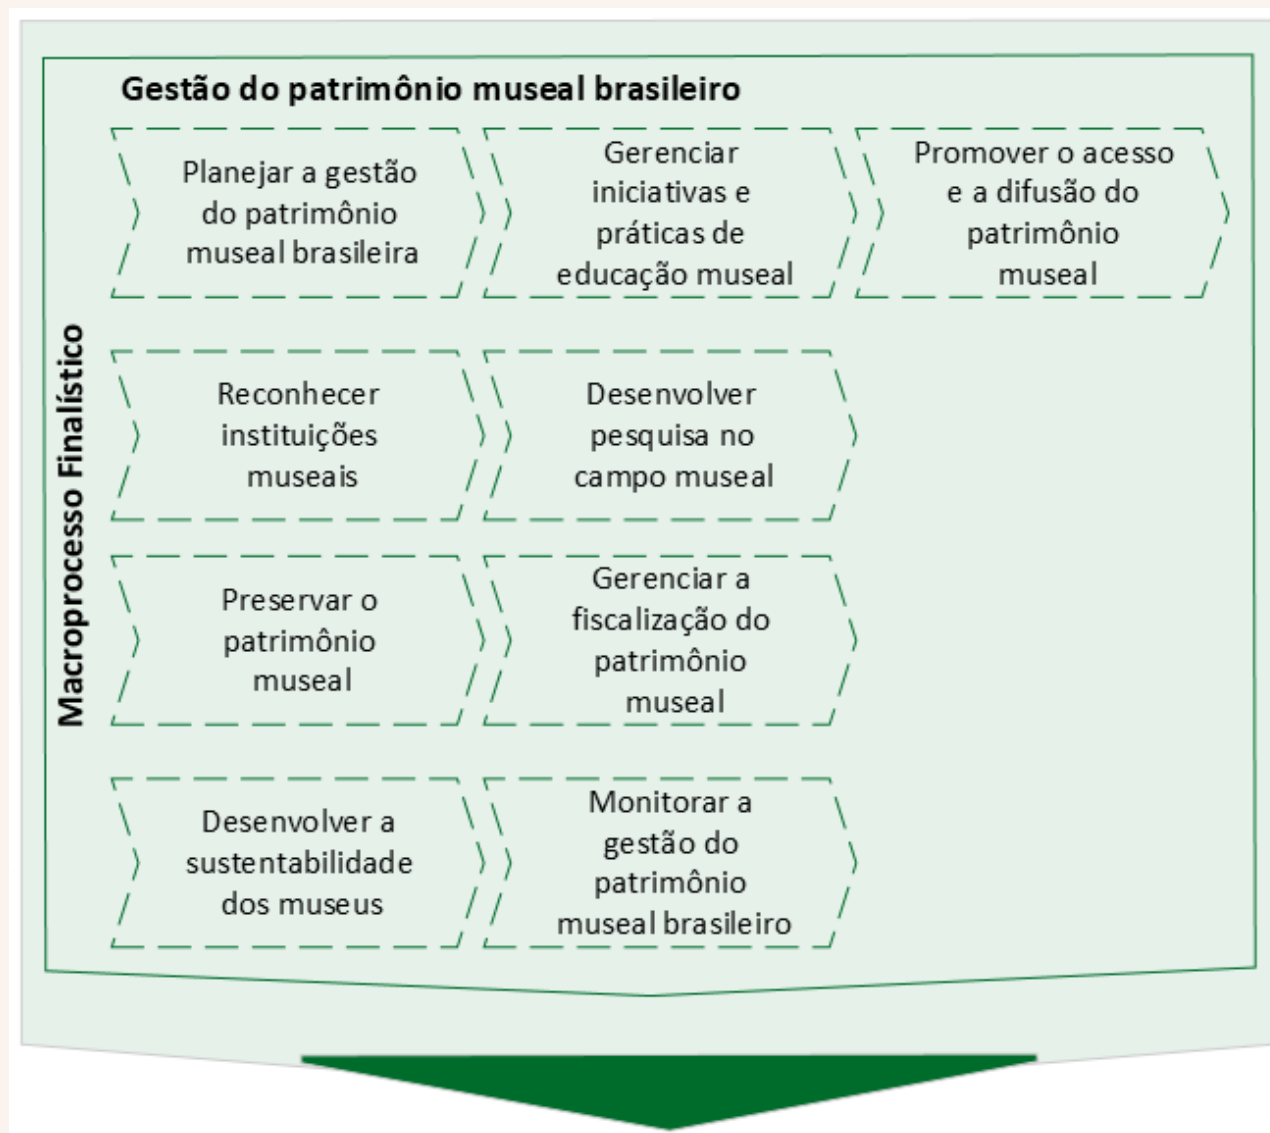 Gestão do patrimônio museal brasileiro
Macroprocesso Finalístico
Planejar a gestão
do patrimônio
museal brasileira
Gerenciar
iniciativas e
práticas de
educação museal
Promover o acesso
e a difusão do
patrimônio
museal
Reconhecer
instituições
museais
Desenvolver
pesquisa no
campo museal
Preservar o
patrimônio
museal
Gerenciar a
fiscalização do
patrimônio
museal
Desenvolver a
sustentabilidade
dos museus
Monitorar a
gestão do
patrimônio
museal brasileiro